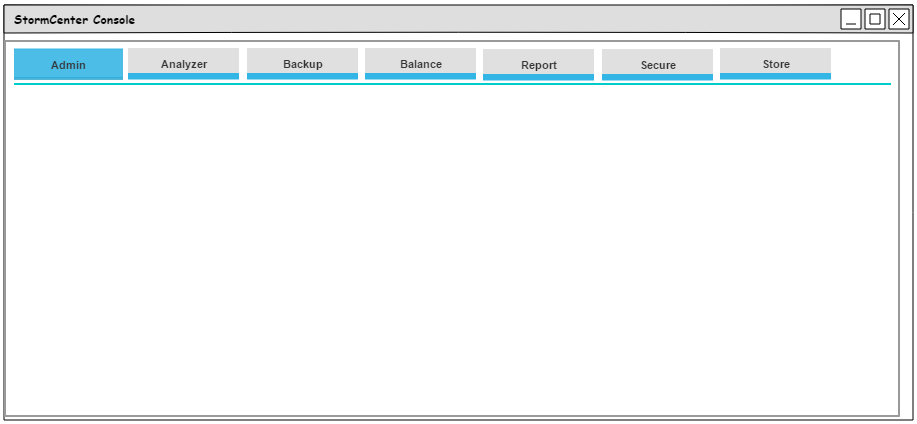 StormCenter Console
Admin Analyzer Backup Balance Report Secure Store